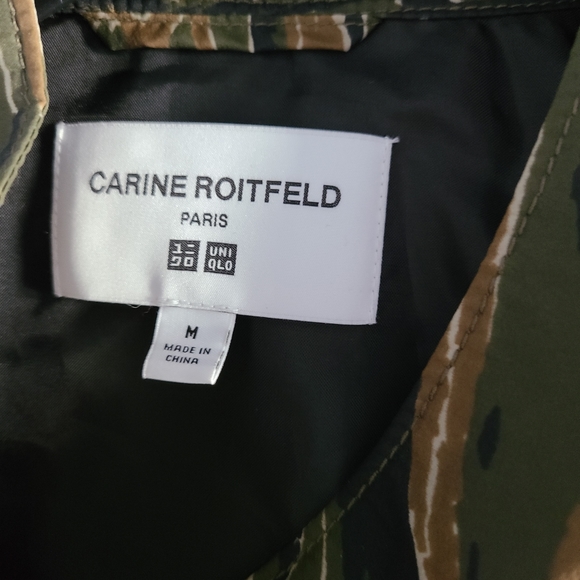 CARINE ROITFELD
PARIS
ユニ UNI
クロ QLO
M
MADE IN
CHINA